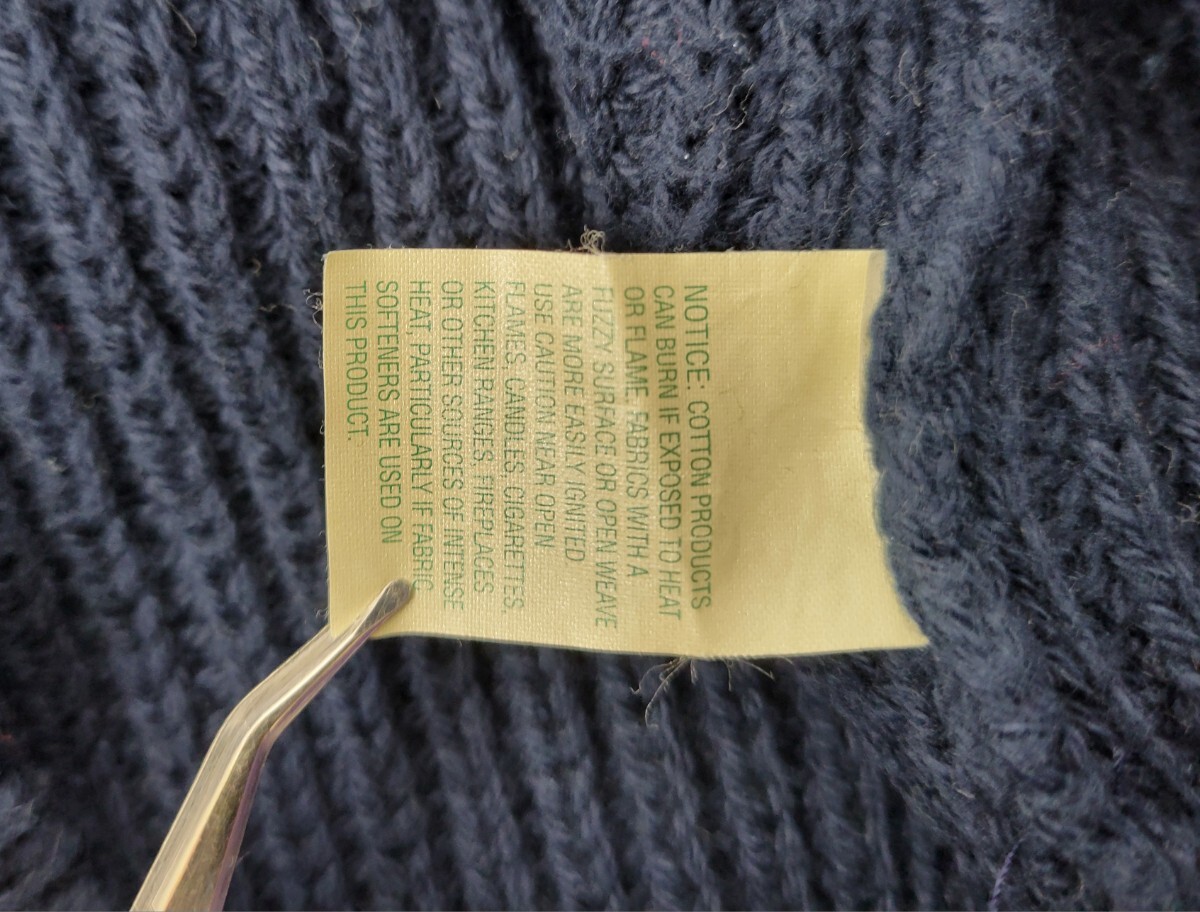 NOTICE: COTTON PRODUCTS
CAN BURN IF EXPOSED TO HEAT
OR FLAME. FABRICS WITH A
FUZZY SURFACE OR OPEN WEAVE
ARE MORE EASILY IGNITED
USE CAUTION NEAR OPEN
FLAMES, CANDLES, CIGARETTES,
KITCHEN RANGES, FIREPLACES
OR OTHER SOURCES OF INTENSE
HEAT, PARTICULARLY IF FABRIC
SOFTENERS ARE USED ON
THIS PRODUCT.